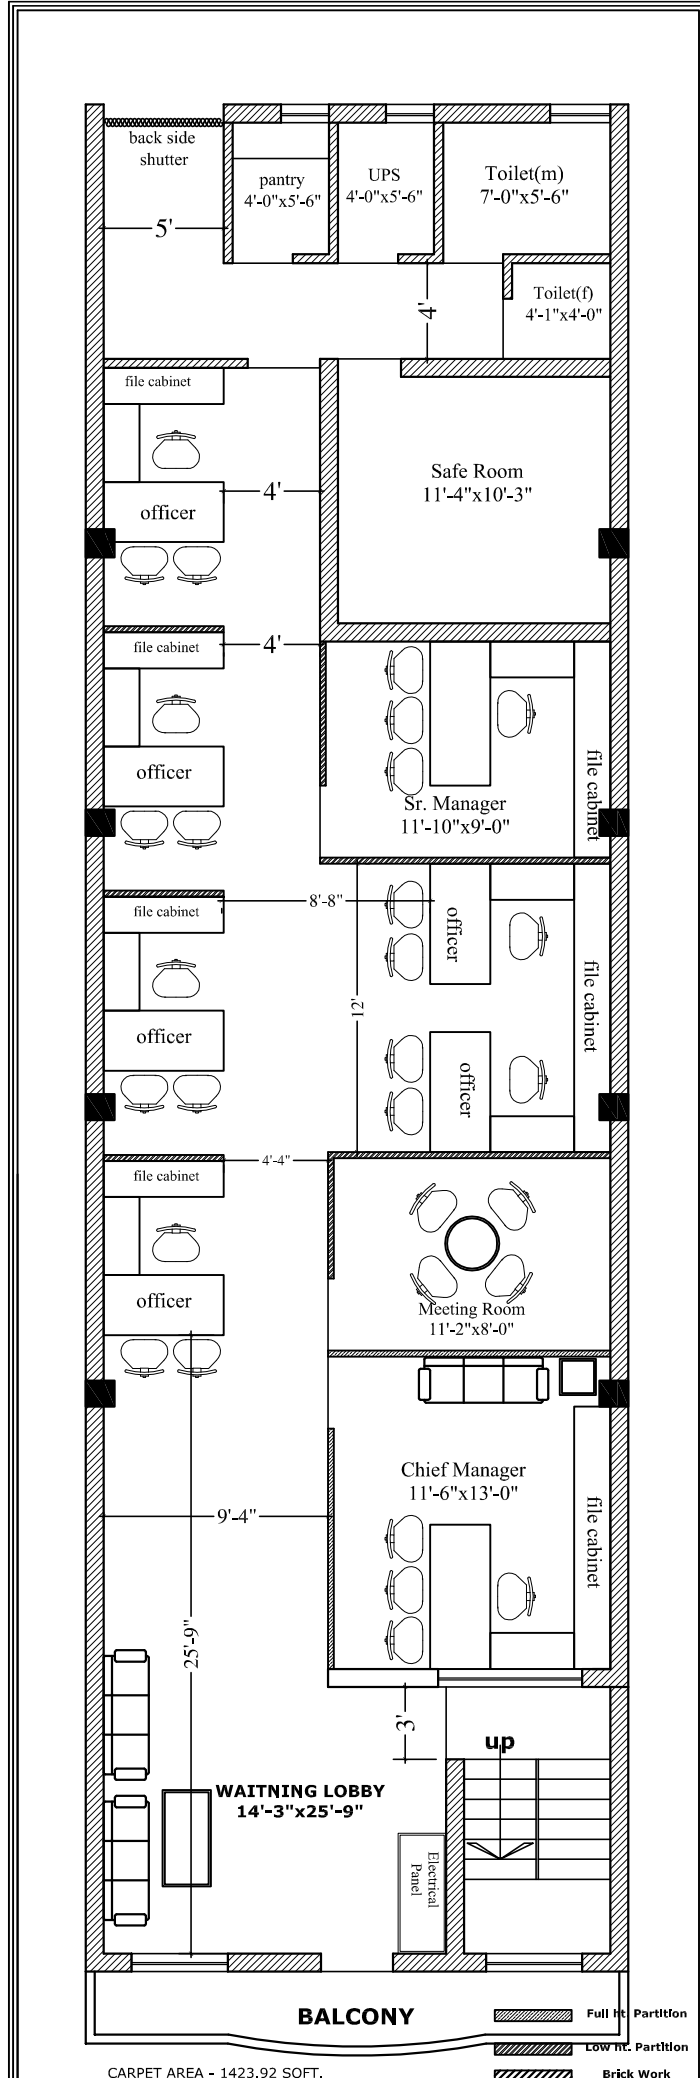 back side
shutter
pantry
4'-0"x5'-6"
UPS
4'-0"x5'-6"
Toilet(m)
7'-0"x5'-6"
5'
4'
Toilet(f)
4'-1"x4'-0"
file cabinet
officer
4'
Safe Room
11'-4"x10'-3"
file cabinet
4'
officer
Sr. Manager
11'-10"x9'-0"
file cabinet
file cabinet
8'-8"
officer
file cabinet
12'
officer
officer
file cabinet
4'-4"
officer
Meeting Room
11'-2"x8'-0"
Chief Manager
11'-6"x13'-0"
file cabinet
9'-4"
25'-9"
3'
up
WAITNING LOBBY
14'-3"x25'-9"
Electrical
Panel
BALCONY
Full ht. Partition
Low ht. Partition
Brick Work
CARPET AREA - 1423.92 SOFT.